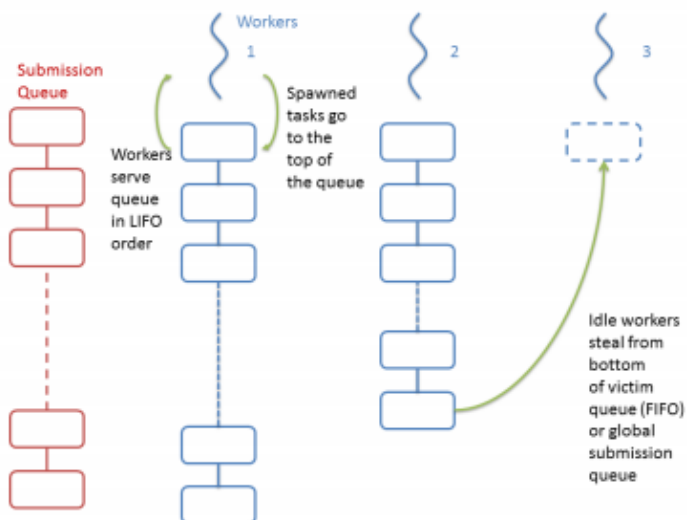 Workers
1
2
3
Submission
Queue
Spawned
tasks go
to the
top of
the queue
Workers
serve
queue
in LIFO
order
Idle workers
steal from
bottom
of victim
queue (FIFO)
or global
submission
queue